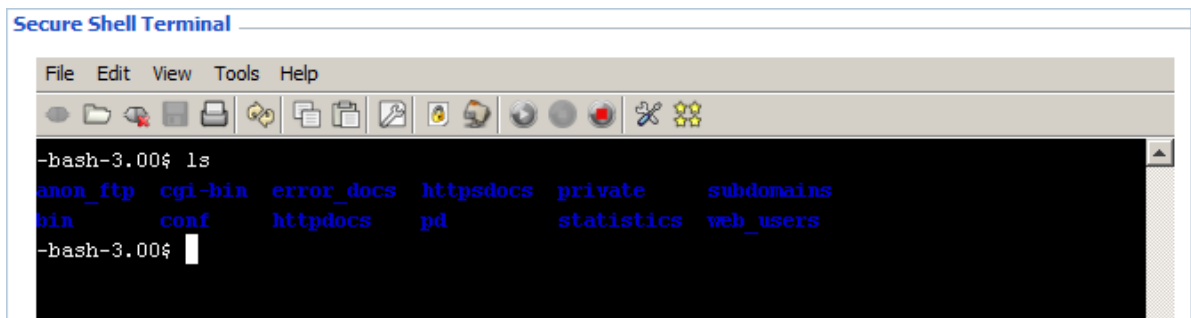 Secure Shell Terminal
File Edit View Tools Help
-bash-3.00$ ls
anon_ftp cgi-bin error_docs httpsdocs private subdomains
bin conf httpdocs pd statistics web_users
-bash-3.00$